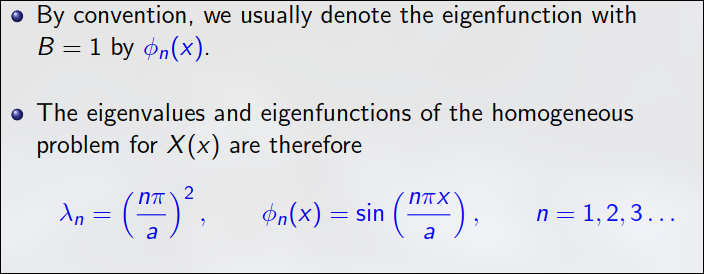 By convention, we usually denote the eigenfunction with
B = 1 by ϕₙ(x).
The eigenvalues and eigenfunctions of the homogeneous
problem for X(x) are therefore
λₙ = (nπ/a)², ϕₙ(x) = sin (nπx/a), n = 1, 2, 3 . . .